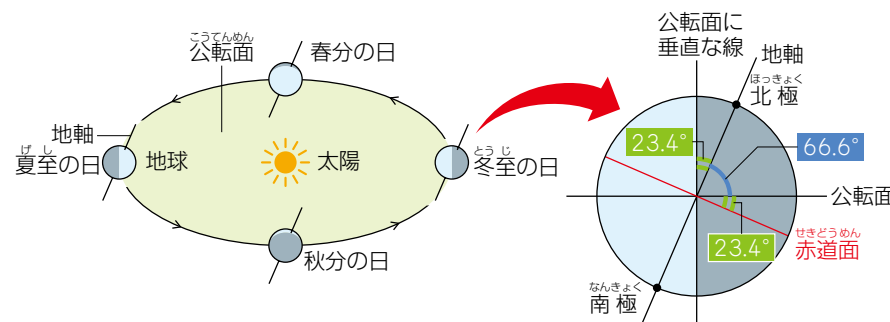 こうてんめん
公転面
春分の日
地軸
げし
夏至の日
地球
太陽
とうじ
冬至の日
秋分の日
公転面に
垂直な線
地軸
ほっきょく
北極
23.4°
66.6°
公転面
23.4°
せきどうめん
赤道面
なんきょく
南極